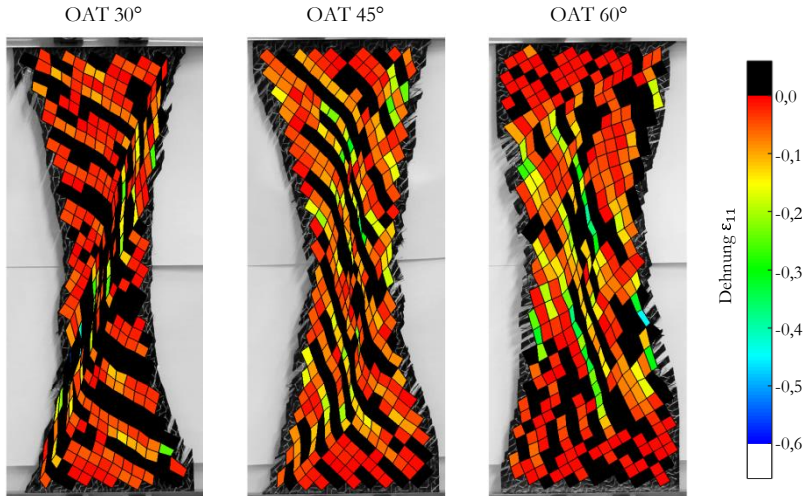 OAT 30°
OAT 45°
OAT 60°
0,0
-0,1
-0,2
-0,3
-0,4
-0,5
-0,6
Dehnung ε₁₁